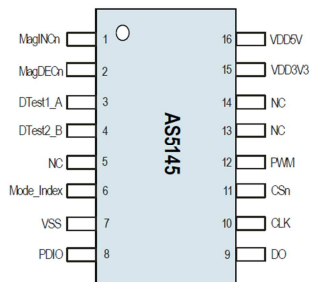 MagINCn 1 16 VDD5V
MagDECn 2 15 VDD3V3
DTest1_A 3 14 NC
DTest2_B 4 13 NC
NC 5 12 PWM
Mode_Index 6 11 CSn
VSS 7 10 CLK
PDIO 8 9 DO
AS5145